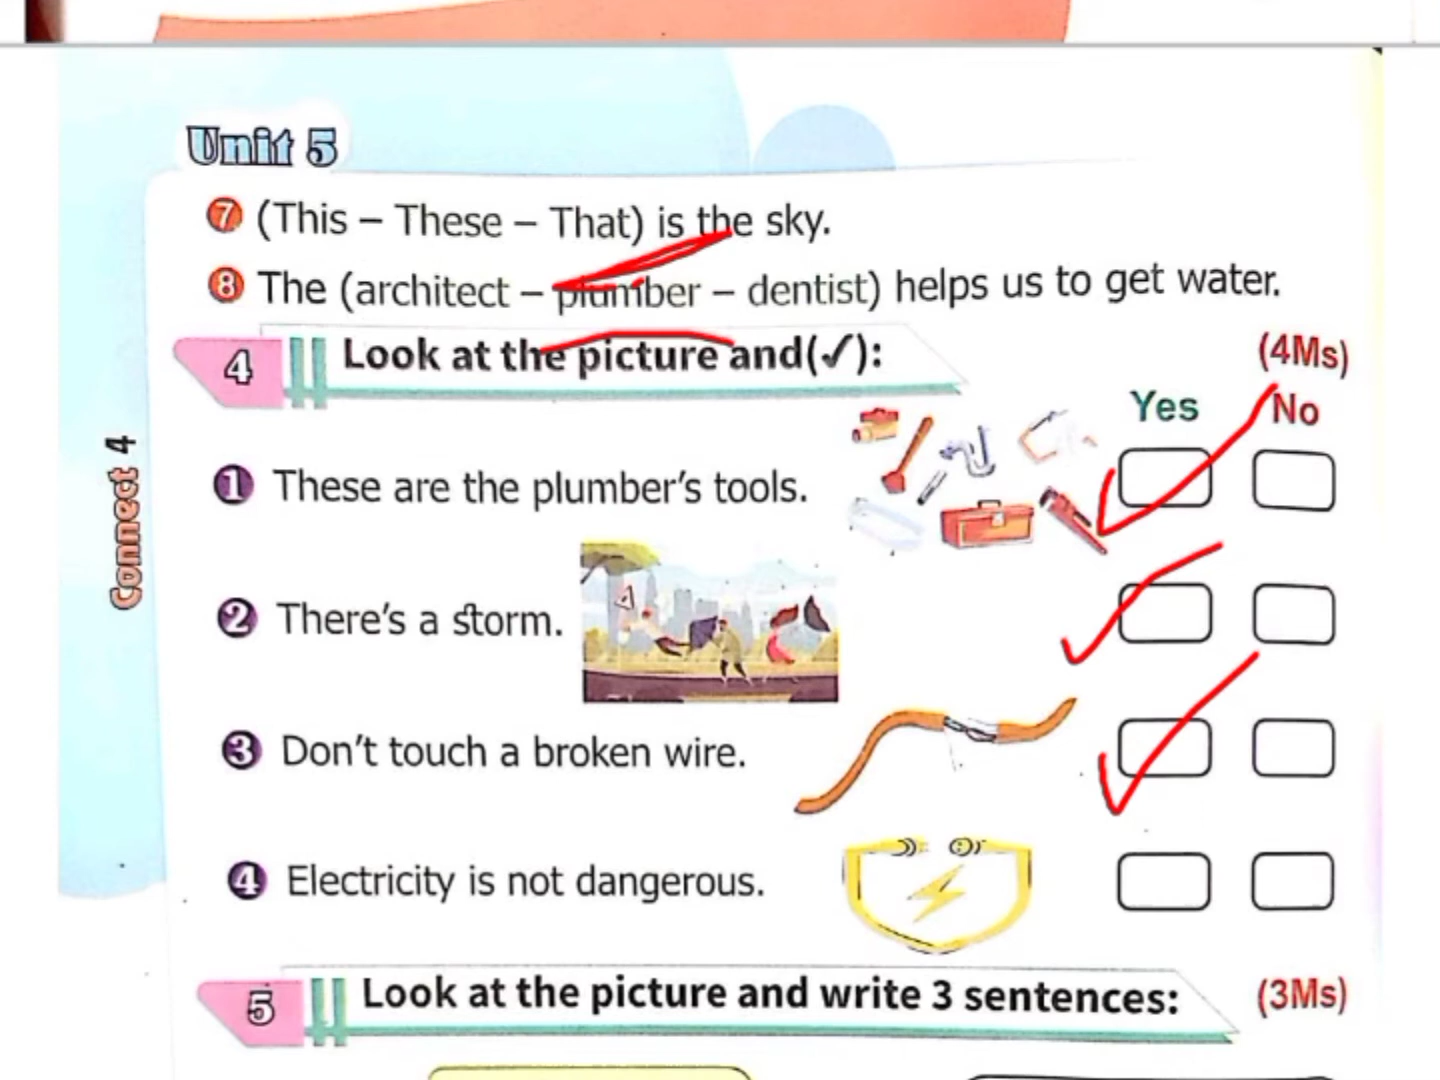 Unit 5
7 (This – These – That) is the sky.
8 The (architect – plumber – dentist) helps us to get water.
4 Look at the picture and(✓): (4Ms)
Yes No
1 These are the plumber's tools.
2 There's a storm.
3 Don't touch a broken wire.
4 Electricity is not dangerous.
5 Look at the picture and write 3 sentences: (3Ms)
Connect 4